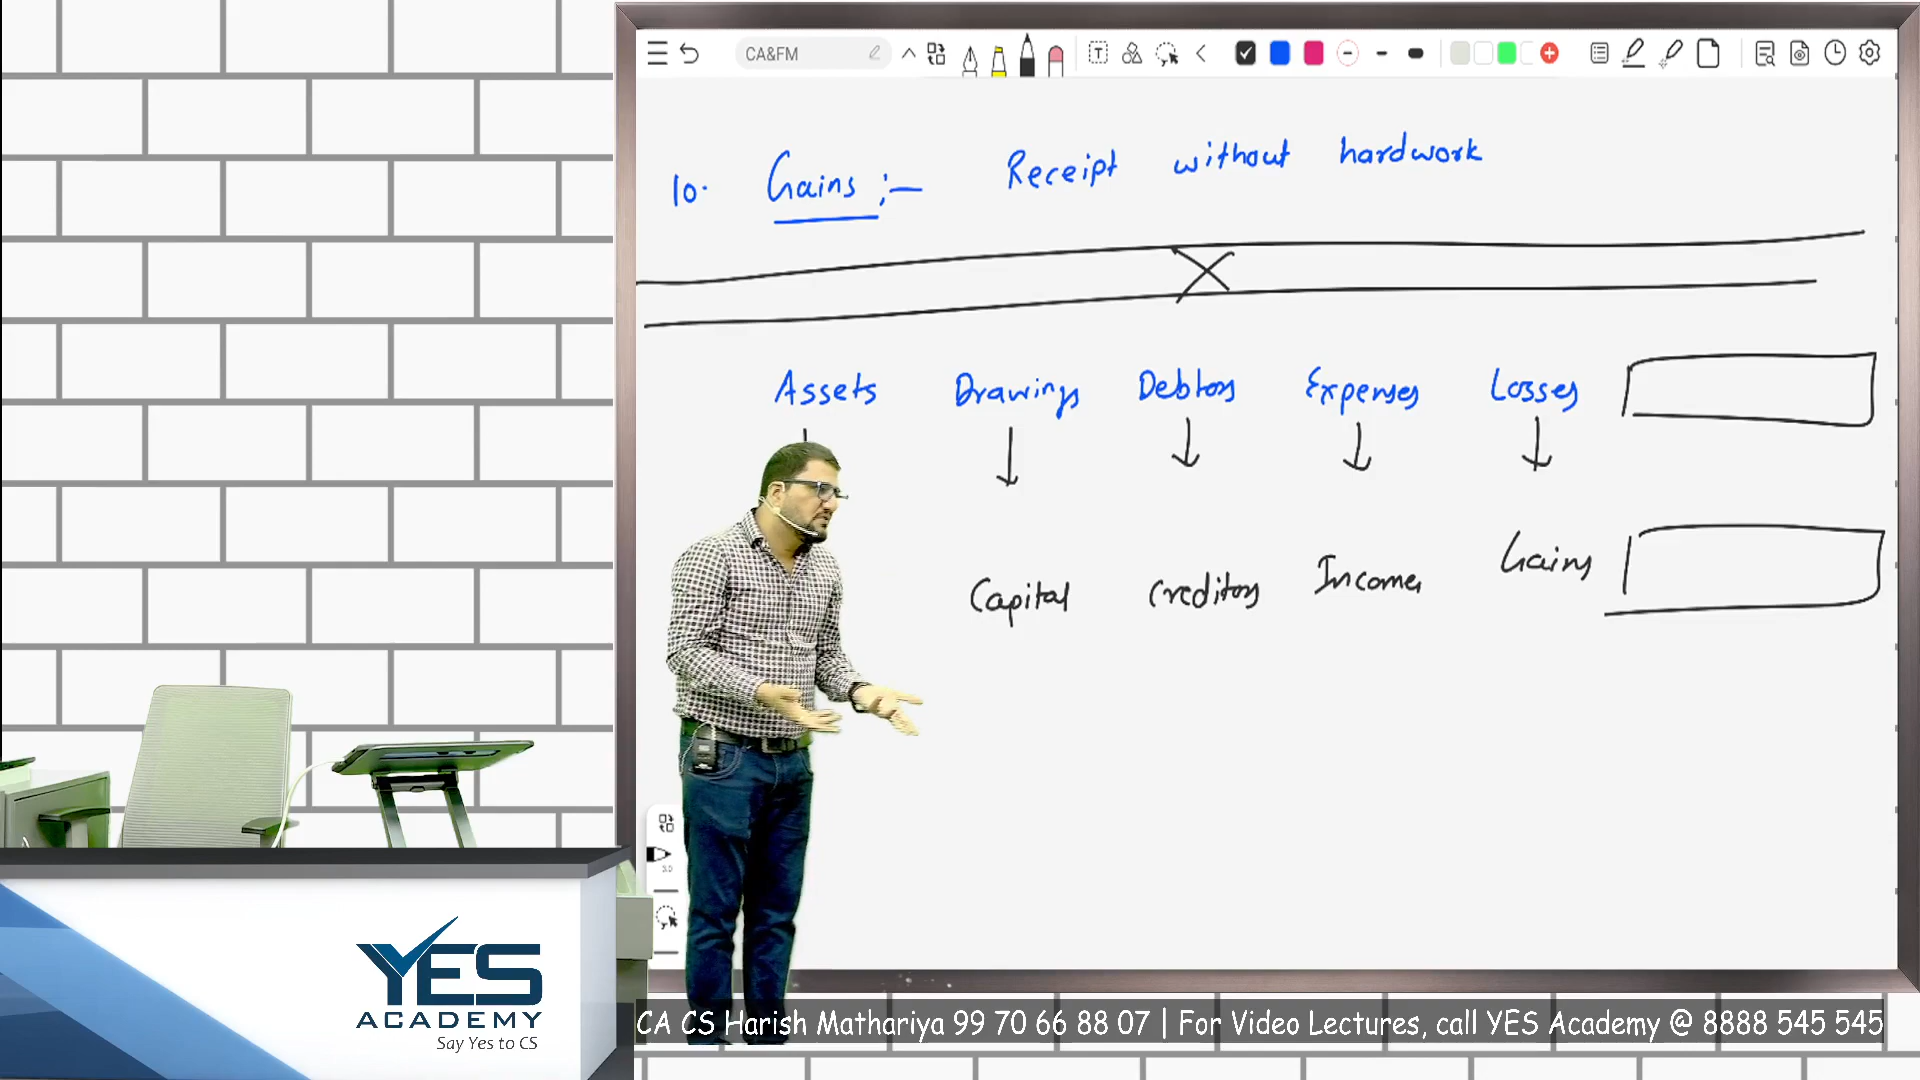 CA&FM
10. Gains :- Receipt without hardwork
Assets Drawings Debtors Expenses Losses
Capital Creditors Incomes Gains
YES
ACADEMY
Say Yes to CS
CA CS Harish Mathariya 99 70 66 88 07 | For Video Lectures, call YES Academy @ 8888 545 545